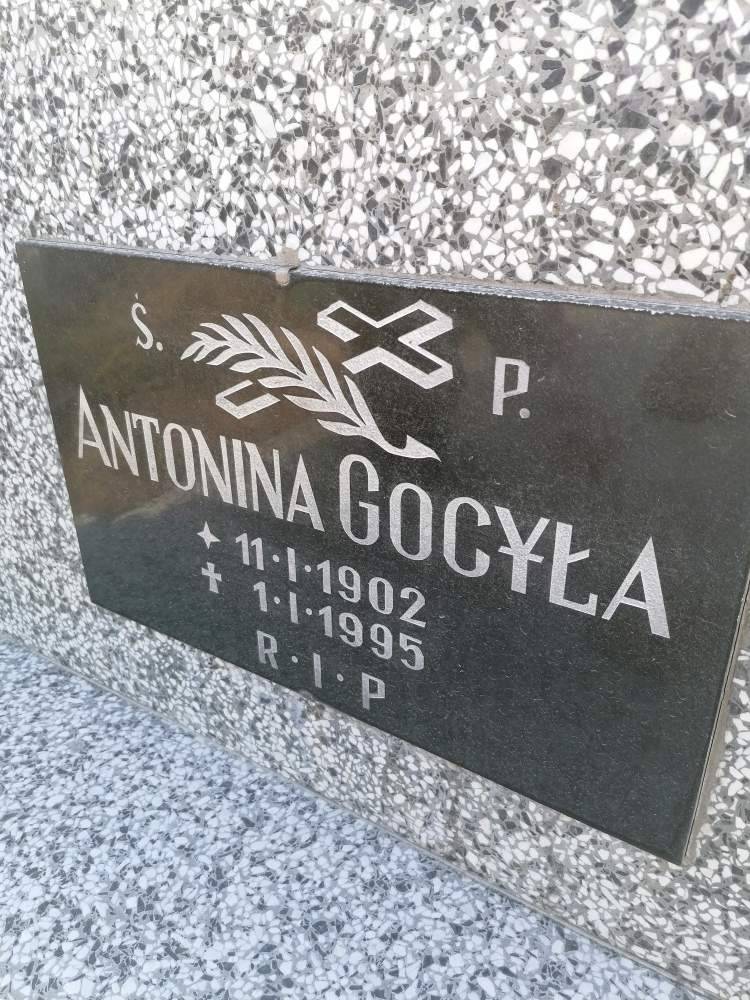 Ś. P.
ANTONINA GOCYŁA
11·I·1902
1·I·1995
R·I·P